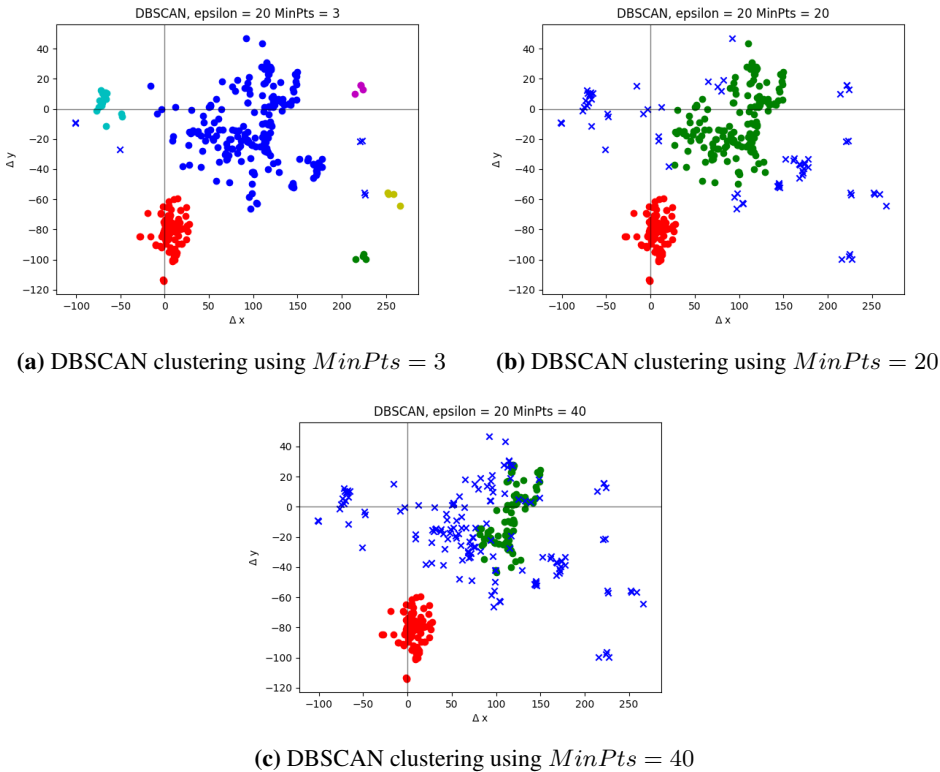 DBSCAN, epsilon = 20 MinPts = 3
40
20
0
−20
−40
−60
−80
−100
−120
Δ y
−100 −50 0 50 100 150 200 250
Δ x
DBSCAN, epsilon = 20 MinPts = 20
40
20
0
−20
−40
−60
−80
−100
−120
Δ y
−100 −50 0 50 100 150 200 250
Δ x
(a) DBSCAN clustering using MinPts = 3
(b) DBSCAN clustering using MinPts = 20
DBSCAN, epsilon = 20 MinPts = 40
40
20
0
−20
−40
−60
−80
−100
−120
Δ y
−100 −50 0 50 100 150 200 250
Δ x
(c) DBSCAN clustering using MinPts = 40